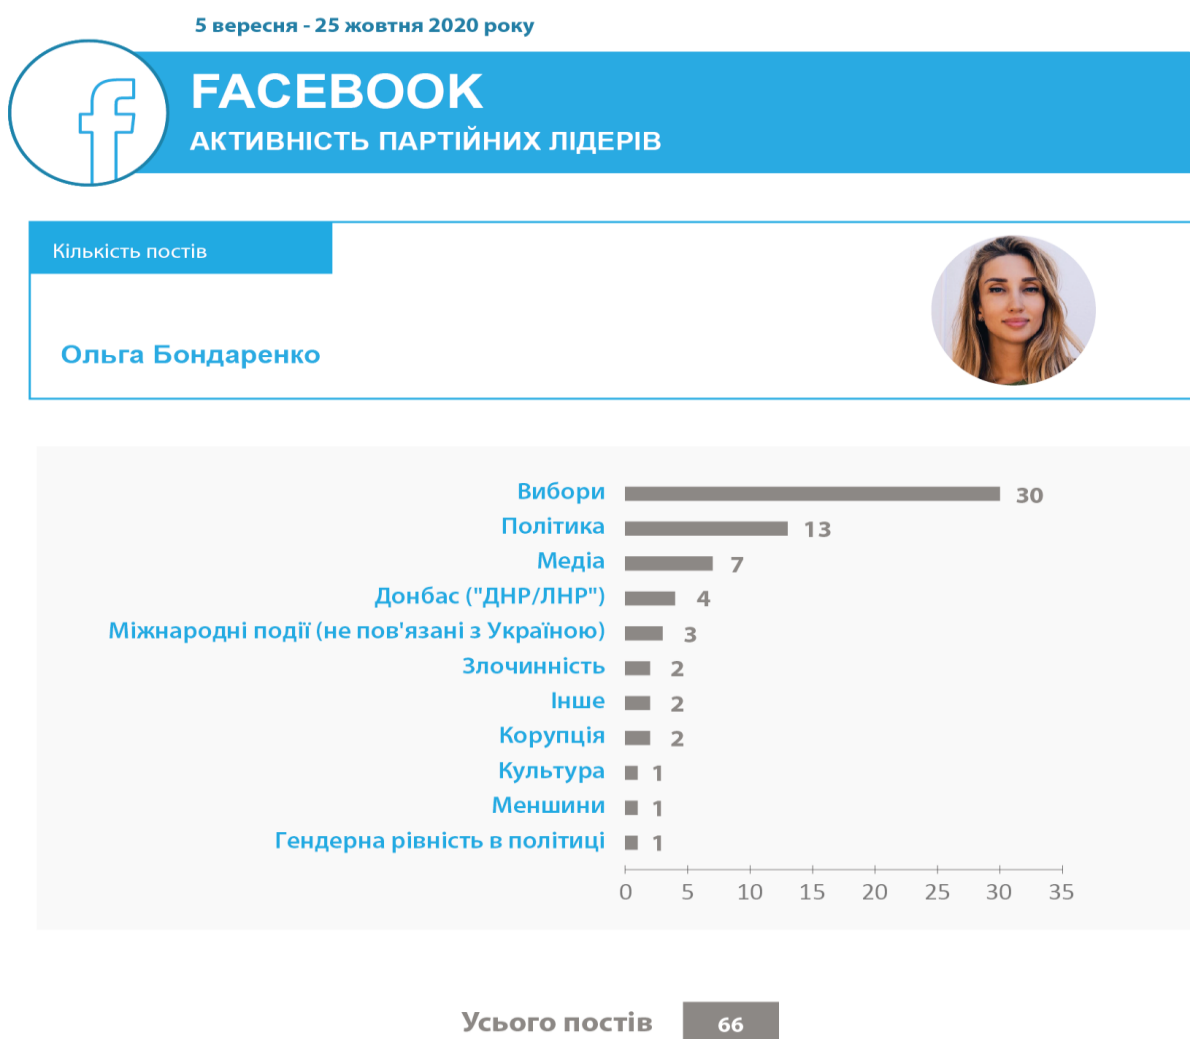 5 вересня - 25 жовтня 2020 року
FACEBOOK
АКТИВНІСТЬ ПАРТІЙНИХ ЛІДЕРІВ
Кількість постів
Ольга Бондаренко
Вибори 30
Політика 13
Медіа 7
Донбас ("ДНР/ЛНР") 4
Міжнародні події (не пов'язані з Україною) 3
Злочинність 2
Інше 2
Корупція 2
Культура 1
Меншини 1
Гендерна рівність в політиці 1
0 5 10 15 20 25 30 35
Усього постів 66